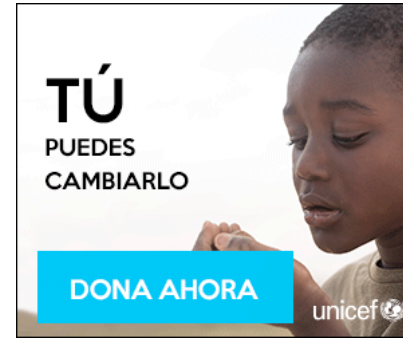 TÚ
PUEDES
CAMBIARLO
DONA AHORA
unicef